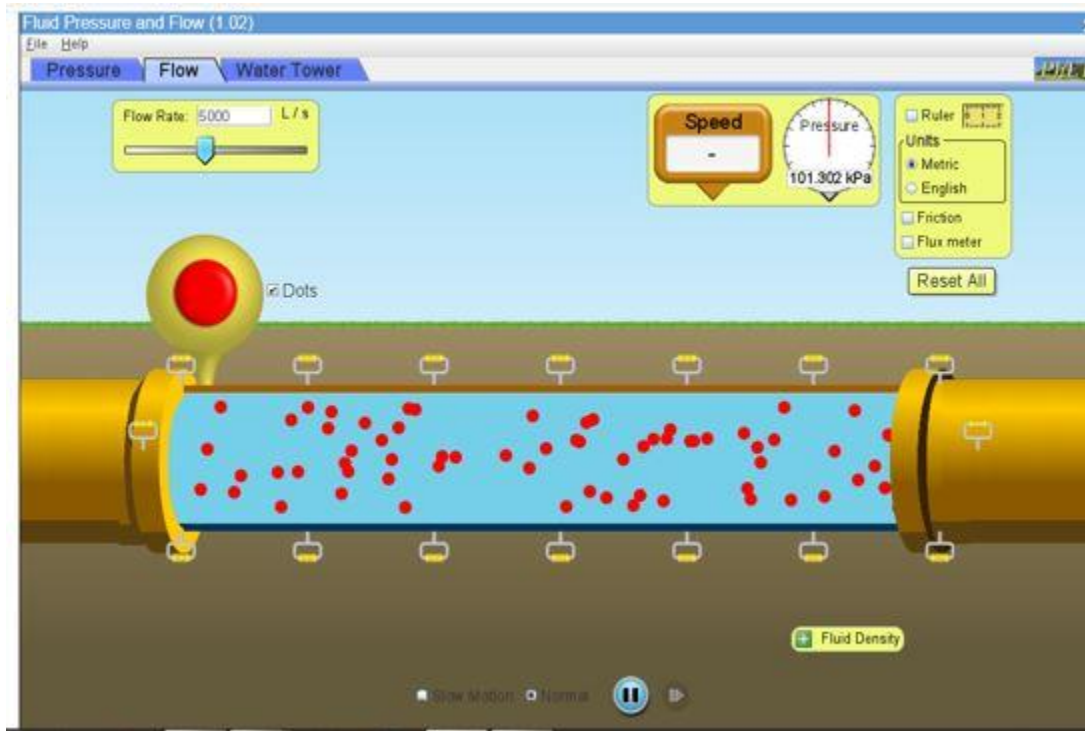 Fluid Pressure and Flow (1.02)
File Help
Pressure Flow Water Tower
Flow Rate: 5000 L / s
Speed
-
Pressure
101.302 kPa
Ruler
Units
Metric
English
Friction
Flux meter
Reset All
Dots
Fluid Density
Slow Motion Normal